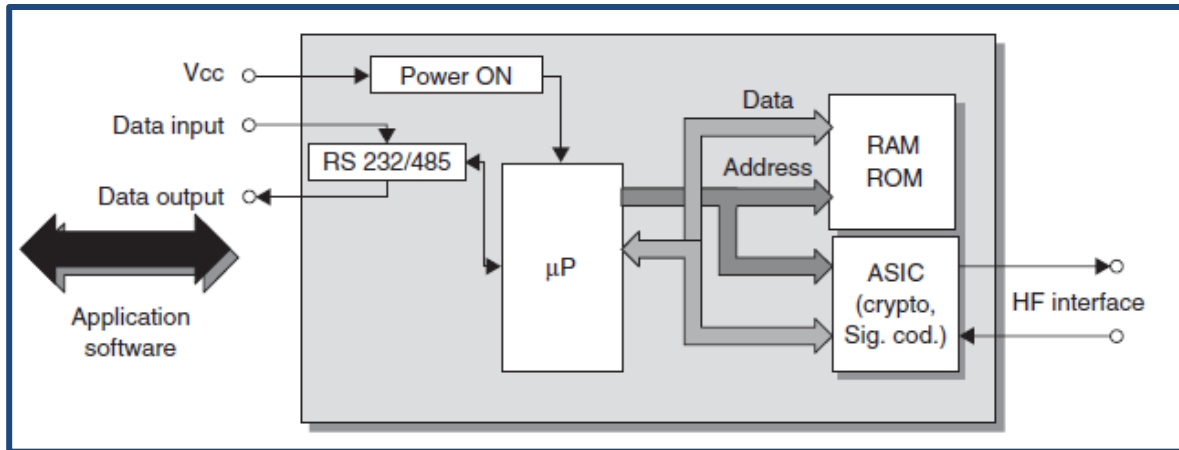 Vcc
Power ON
Data
Data input
RS 232/485
RAM
ROM
Address
Data output
µP
ASIC
(crypto,
Sig. cod.)
HF interface
Application
software